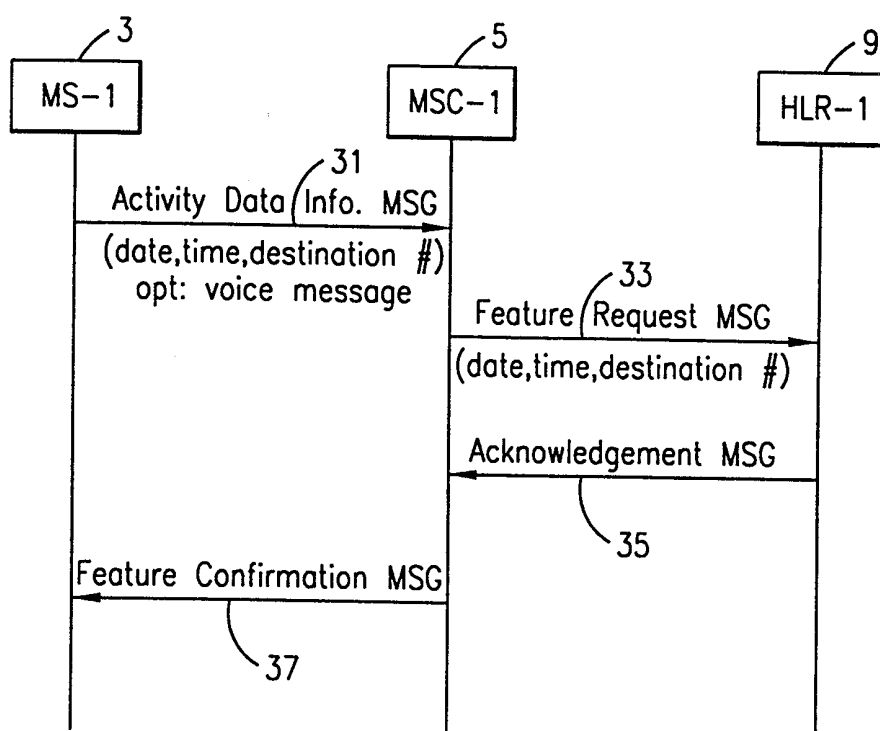 3
5
9
MS-1
MSC-1
HLR-1
31
Activity Data Info. MSG
(date,time,destination #)
opt: voice message
33
Feature Request MSG
(date,time,destination #)
Acknowledgement MSG
35
Feature Confirmation MSG
37